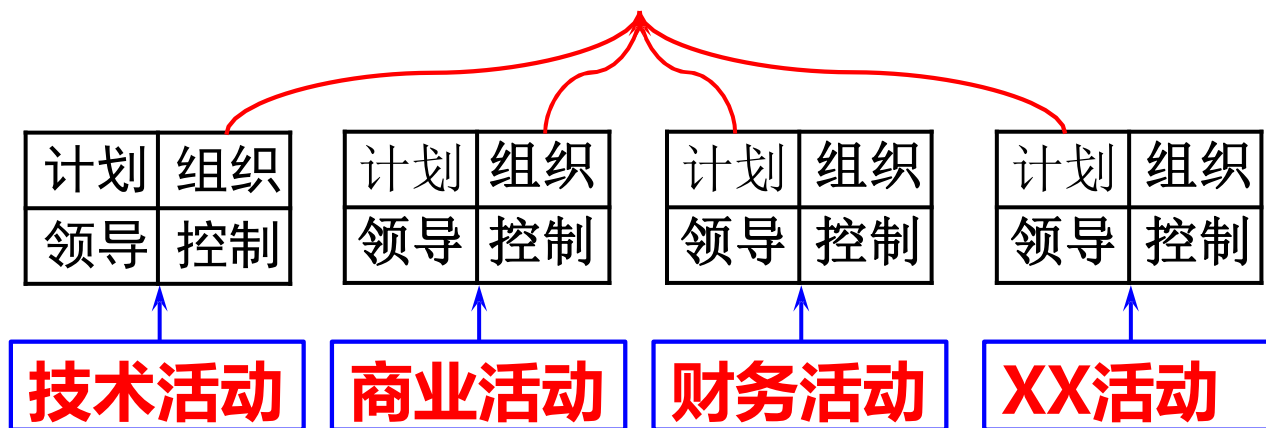 计划 组织 计划 组织 计划 组织 计划 组织
领导 控制 领导 控制 领导 控制 领导 控制
技术活动 商业活动 财务活动 XX活动